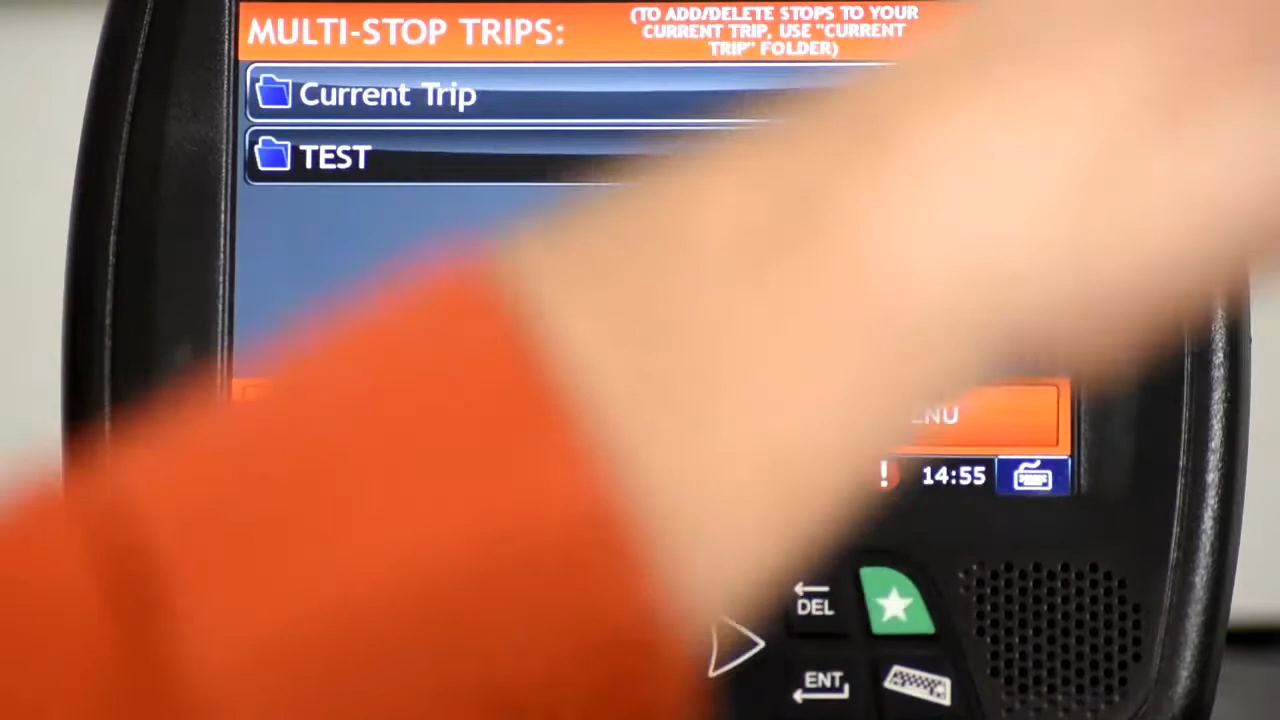 MULTI-STOP TRIPS:
(TO ADD/DELETE STOPS TO YOUR
CURRENT TRIP, USE "CURRENT
TRIP" FOLDER)
Current Trip
TEST
ENU
! 14:55
DEL
ENT